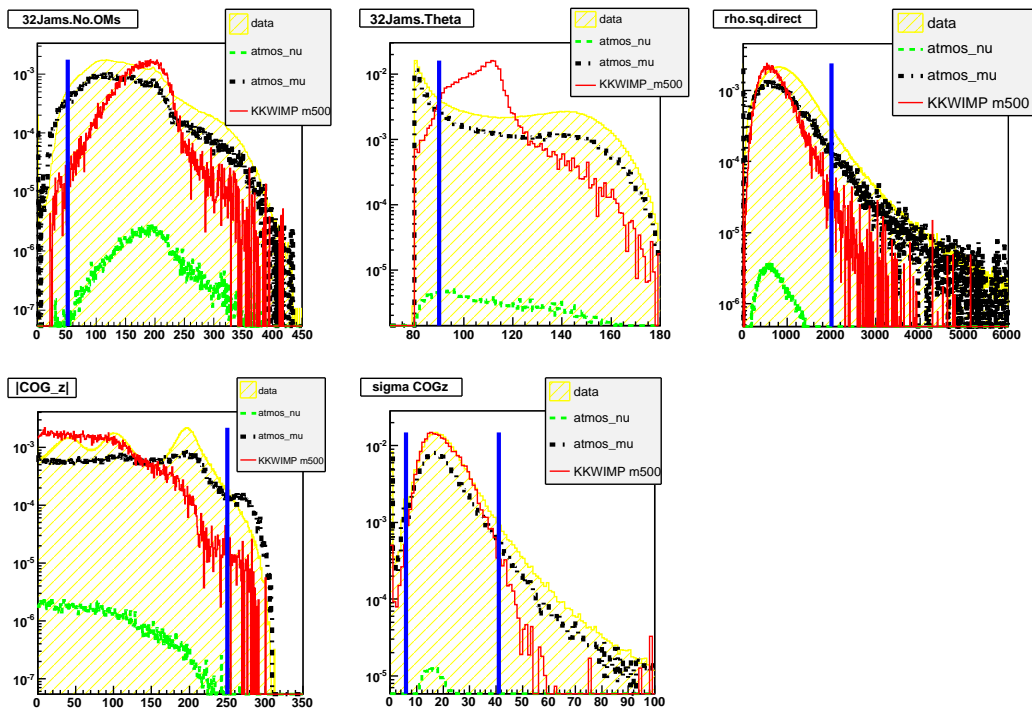 32Jams.No.OMs
data
atmos_nu
atmos_mu
KKWIMP m500
10^-3
10^-4
10^-5
10^-6
10^-7
0 50 100 150 200 250 300 350 400 450
32Jams.Theta
data
atmos_nu
atmos_mu
KKWIMP_m500
10^-2
10^-3
10^-4
10^-5
80 100 120 140 160 180
rho.sq.direct
data
atmos_nu
atmos_mu
KKWIMP m500
10^-3
10^-4
10^-5
10^-6
0 1000 2000 3000 4000 5000 6000
|COG_z|
data
atmos_nu
atmos_mu
KKWIMP m500
10^-3
10^-4
10^-5
10^-6
10^-7
0 50 100 150 200 250 300 350
sigma COGz
data
atmos_nu
atmos_mu
KKWIMP m500
10^-2
10^-3
10^-4
10^-5
0 10 20 30 40 50 60 70 80 90 100